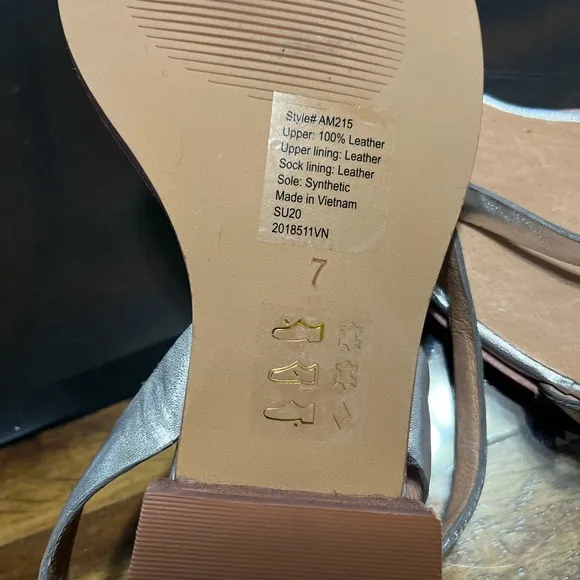 Style# AM215
Upper: 100% Leather
Upper lining: Leather
Sock lining: Leather
Sole: Synthetic
Made in Vietnam
SU20
2018511VN
7